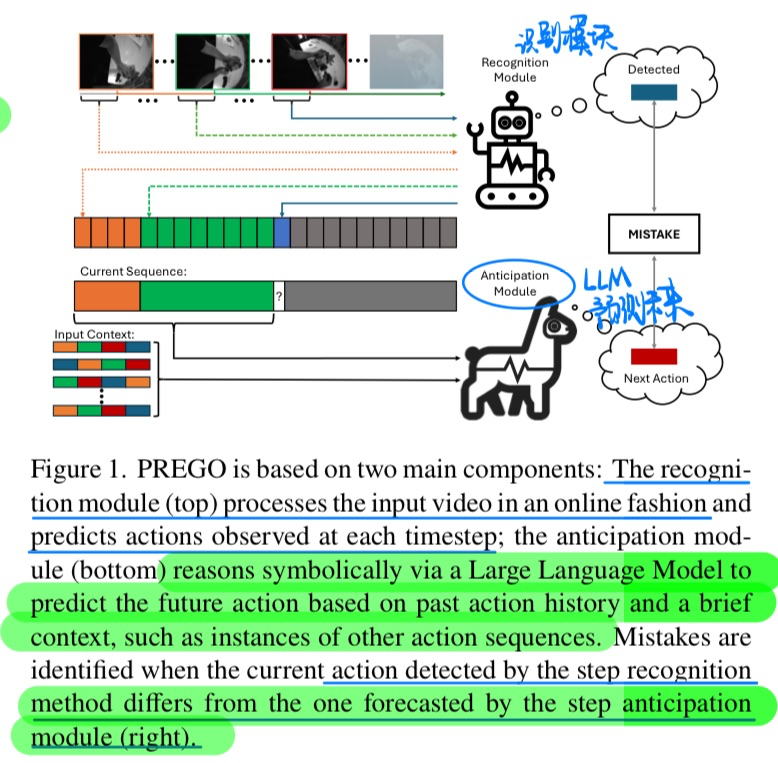 识别模块
Recognition
Module
Detected
MISTAKE
Current Sequence:
?
Anticipation
Module
LLM
预测未来
Input Context:
Next Action
Figure 1. PREGO is based on two main components: The recogni-
tion module (top) processes the input video in an online fashion and
predicts actions observed at each timestep; the anticipation mod-
ule (bottom) reasons symbolically via a Large Language Model to
predict the future action based on past action history and a brief
context, such as instances of other action sequences. Mistakes are
identified when the current action detected by the step recognition
method differs from the one forecasted by the step anticipation
module (right).